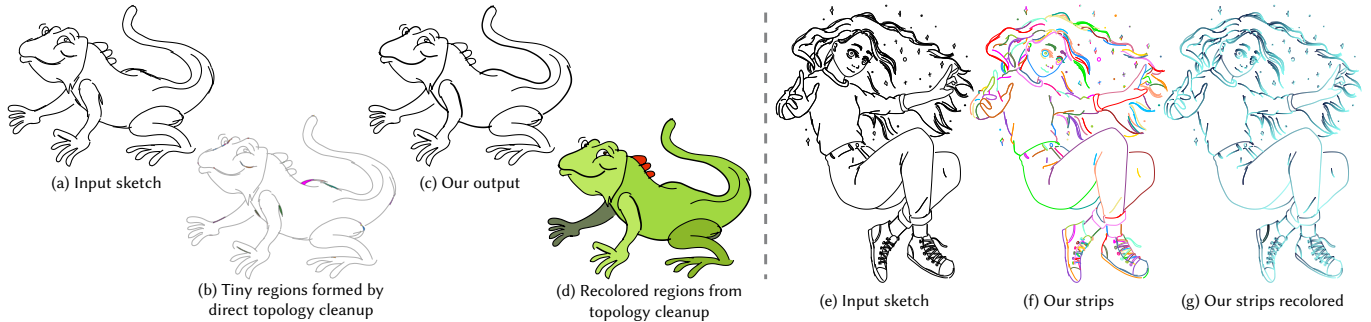 (a) Input sketch
(b) Tiny regions formed by
direct topology cleanup
(c) Our output
(d) Recolored regions from
topology cleanup
(e) Input sketch
(f) Our strips
(g) Our strips recolored